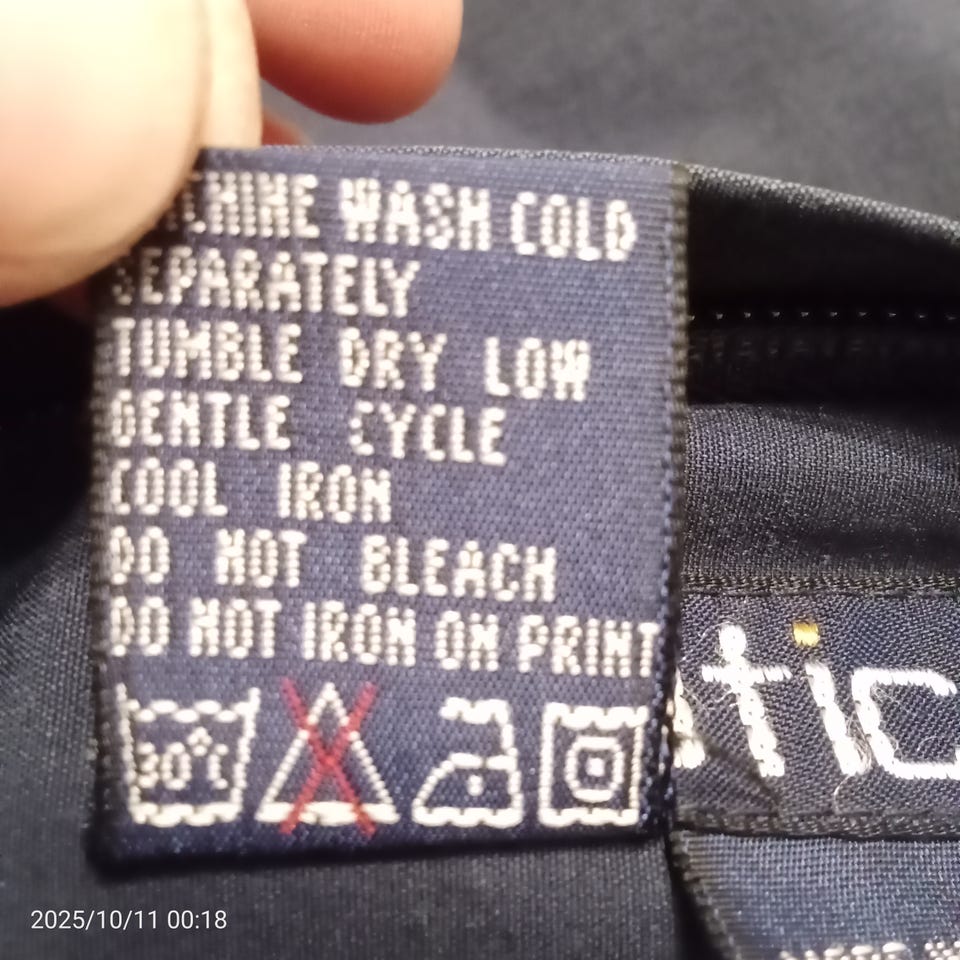 WASH COLD
SEPARATELY
TUMBLE DRY LOW
GENTLE CYCLE
COOL IRON
DO NOT BLEACH
DO NOT IRON ON PRINT
30°C
tic
2025/10/11 00:18